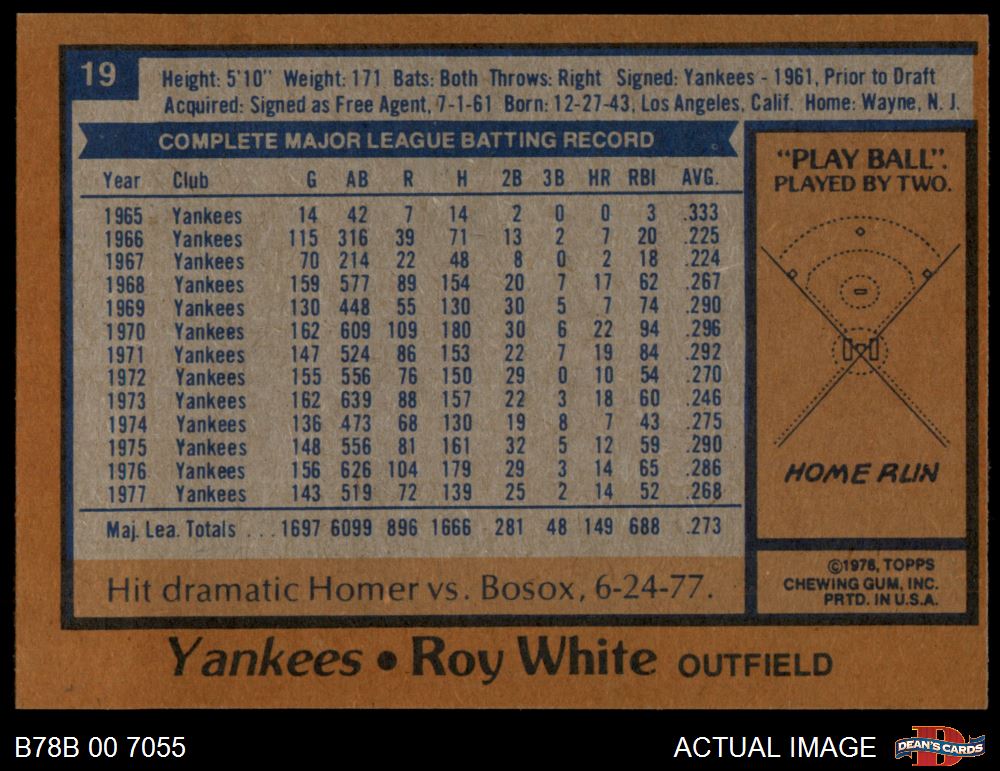 19
Height: 5'10" Weight: 171 Bats: Both Throws: Right Signed: Yankees - 1961, Prior to Draft
Acquired: Signed as Free Agent, 7-1-61 Born: 12-27-43, Los Angeles, Calif. Home: Wayne, N. J.
COMPLETE MAJOR LEAGUE BATTING RECORD
Year Club G AB R H 2B 3B HR RBI AVG.
1965 Yankees 14 42 7 14 2 0 0 3 .333
1966 Yankees 115 316 39 71 13 2 7 20 .225
1967 Yankees 70 214 22 48 8 0 2 18 .224
1968 Yankees 159 577 89 154 20 7 17 62 .267
1969 Yankees 130 448 55 130 30 5 7 74 .290
1970 Yankees 162 609 109 180 30 6 22 94 .296
1971 Yankees 147 524 86 153 22 7 19 84 .292
1972 Yankees 155 556 76 150 29 0 10 54 .270
1973 Yankees 162 639 88 157 22 3 18 60 .246
1974 Yankees 136 473 68 130 19 8 7 43 .275
1975 Yankees 148 556 81 161 32 5 12 59 .290
1976 Yankees 156 626 104 179 29 3 14 65 .286
1977 Yankees 143 519 72 139 25 2 14 52 .268
Maj. Lea. Totals ... 1697 6099 896 1666 281 48 149 688 .273
Hit dramatic Homer vs. Bosox, 6-24-77.
"PLAY BALL".
PLAYED BY TWO.
HOME RUN
©1978, TOPPS
CHEWING GUM, INC.
PRTD. IN U.S.A.
Yankees • Roy White OUTFIELD
B78B 00 7055
ACTUAL IMAGE
D
DEAN'S CARDS